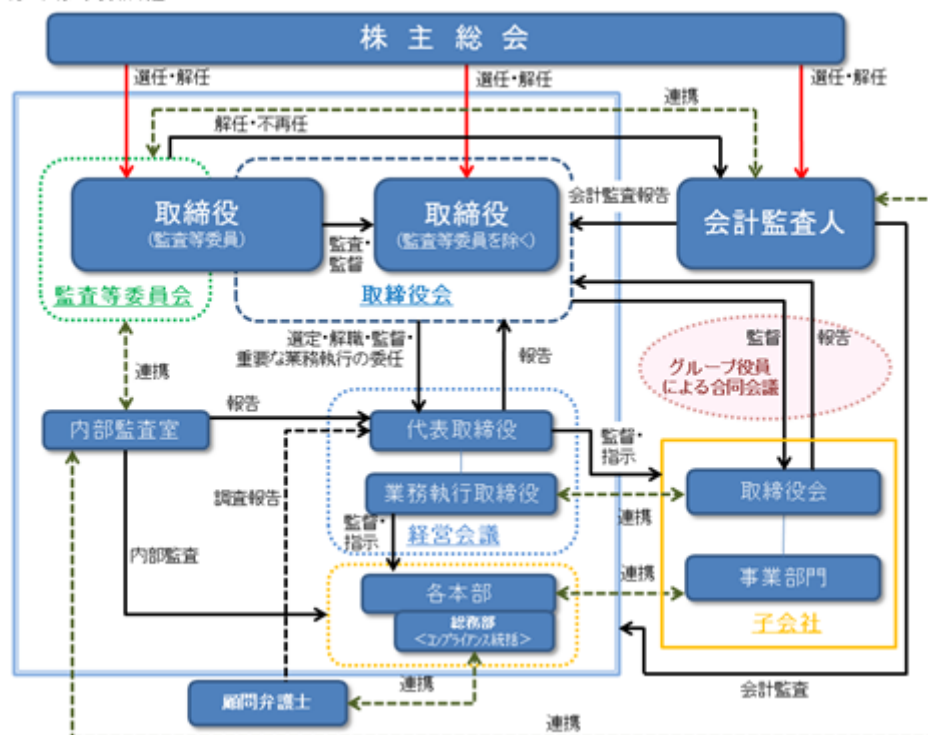 株主総会
選任・解任
選任・解任
選任・解任
連携
解任・不再任
取締役
(監査等委員)
取締役
(監査等委員を除く)
会計監査人
会計監査報告
監査・
監督
監査等委員会
取締役会
選定・解職・監督・
重要な業務執行の委任
報告
監督
報告
グループ役員
による合同会議
連携
報告
内部監査室
代表取締役
監督・
指示
調査報告
業務執行取締役
取締役会
連携
監督・
指示
経営会議
内部監査
各本部
連携
事業部門
総務部
<コンプライアンス統括>
子会社
連携
会計監査
顧問弁護士
連携